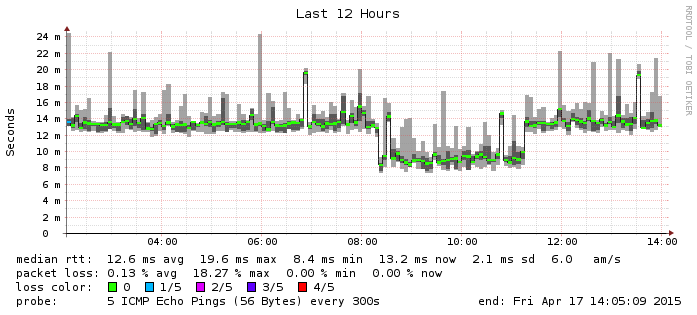 Last 12 Hours
RRDTOOL / TOBI OETIKER
Seconds
24 m
22 m
20 m
18 m
16 m
14 m
12 m
10 m
8 m
6 m
4 m
2 m
0
04:00 06:00 08:00 10:00 12:00 14:00
median rtt: 12.6 ms avg 19.6 ms max 8.4 ms min 13.2 ms now 2.1 ms sd 6.0 am/s
packet loss: 0.13 % avg 18.27 % max 0.00 % min 0.00 % now
loss color: 0 1/5 2/5 3/5 4/5
probe: 5 ICMP Echo Pings (56 Bytes) every 300s end: Fri Apr 17 14:05:09 2015